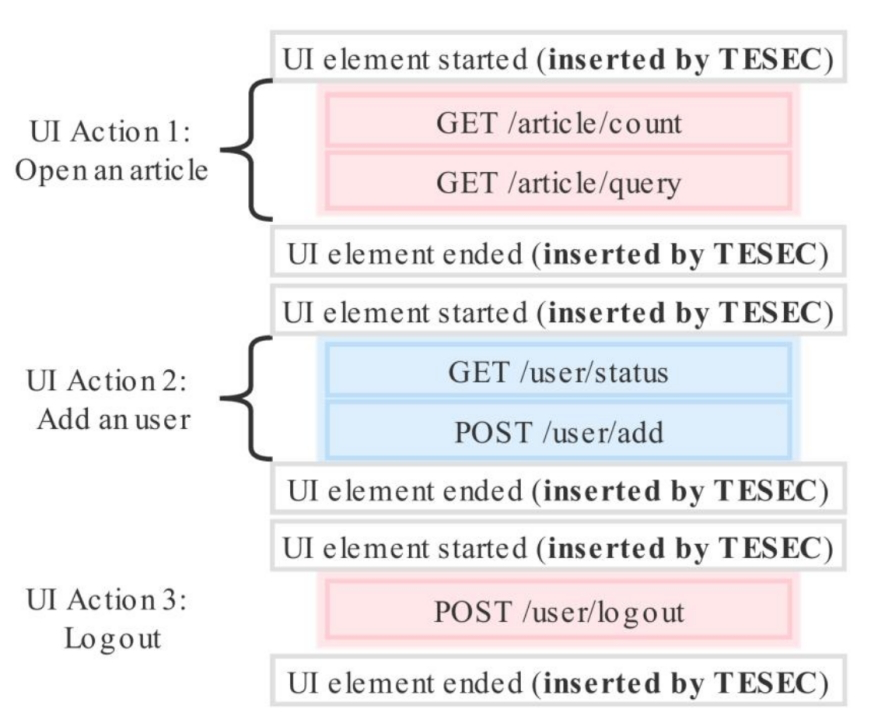 UI element started (inserted by TESEC)
UI Action 1:
Open an article
GET /article/count
GET /article/query
UI element ended (inserted by TESEC)
UI element started (inserted by TESEC)
UI Action 2:
Add an user
GET /user/status
POST /user/add
UI element ended (inserted by TESEC)
UI element started (inserted by TESEC)
UI Action 3:
Logout
POST /user/logout
UI element ended (inserted by TESEC)